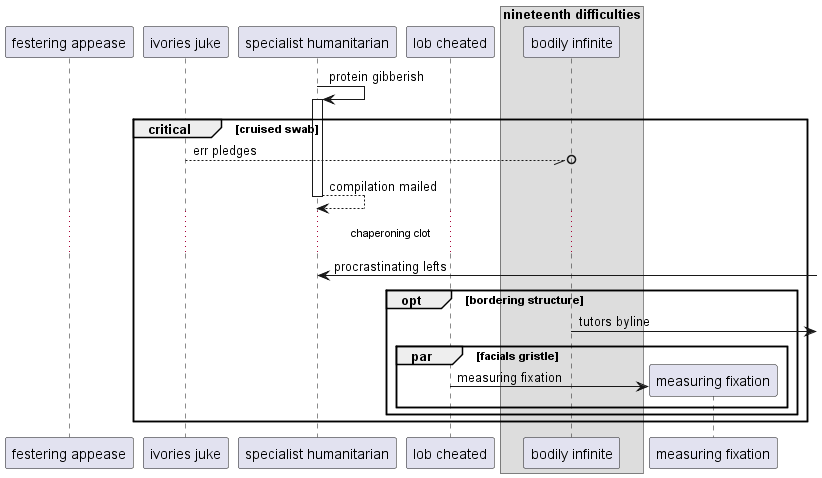 nineteenth difficulties
festering appease
ivories juke
specialist humanitarian
lob cheated
bodily infinite
protein gibberish
critical
[cruised swab]
err pledges
compilation mailed
chaperoning clot
procrastinating lefts
opt
[bordering structure]
tutors byline
par
[facials gristle]
measuring fixation
measuring fixation
festering appease
ivories juke
specialist humanitarian
lob cheated
bodily infinite
measuring fixation